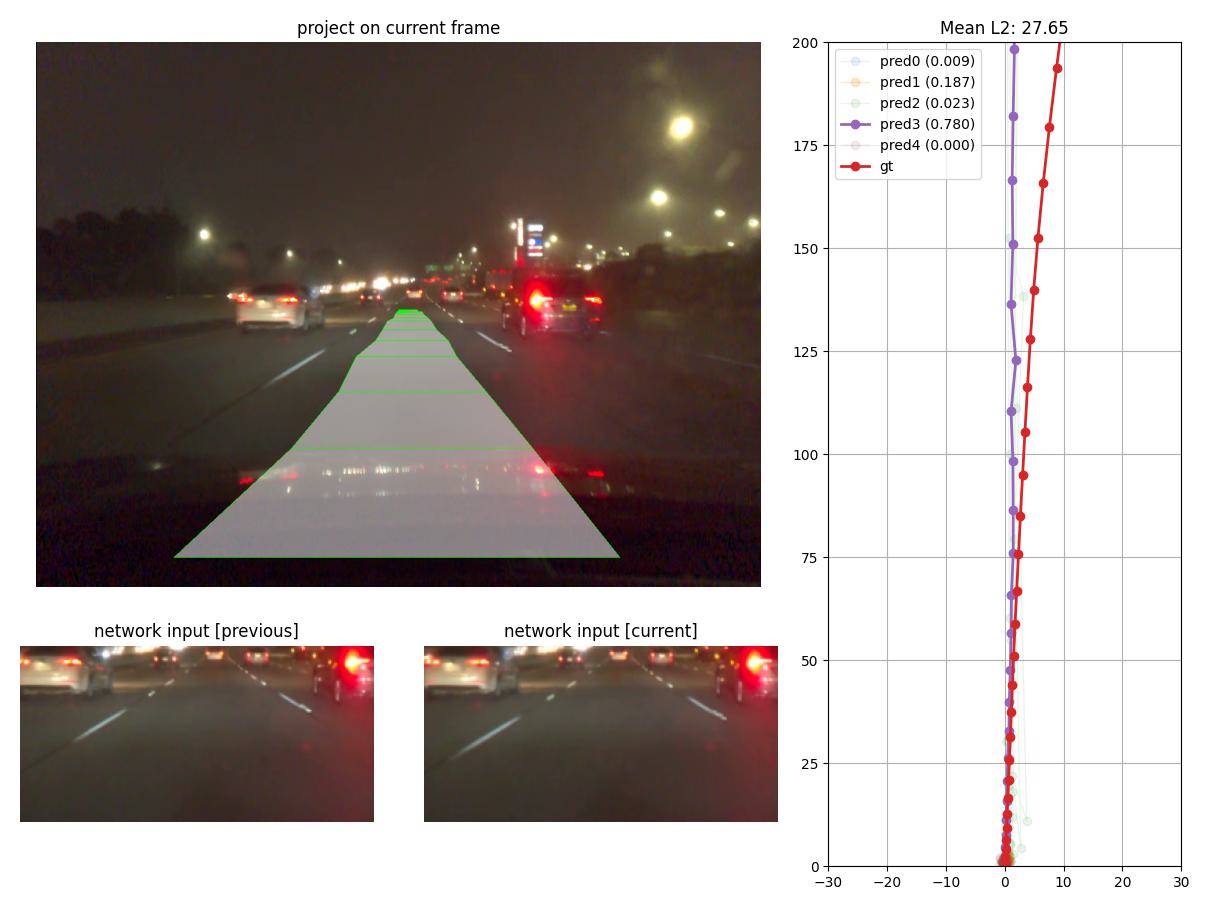 project on current frame
Mean L2: 27.65
pred0 (0.009)
pred1 (0.187)
pred2 (0.023)
pred3 (0.780)
pred4 (0.000)
gt
200
175
150
125
100
75
50
25
0
-30
-20
-10
0
10
20
30
network input [previous]
network input [current]